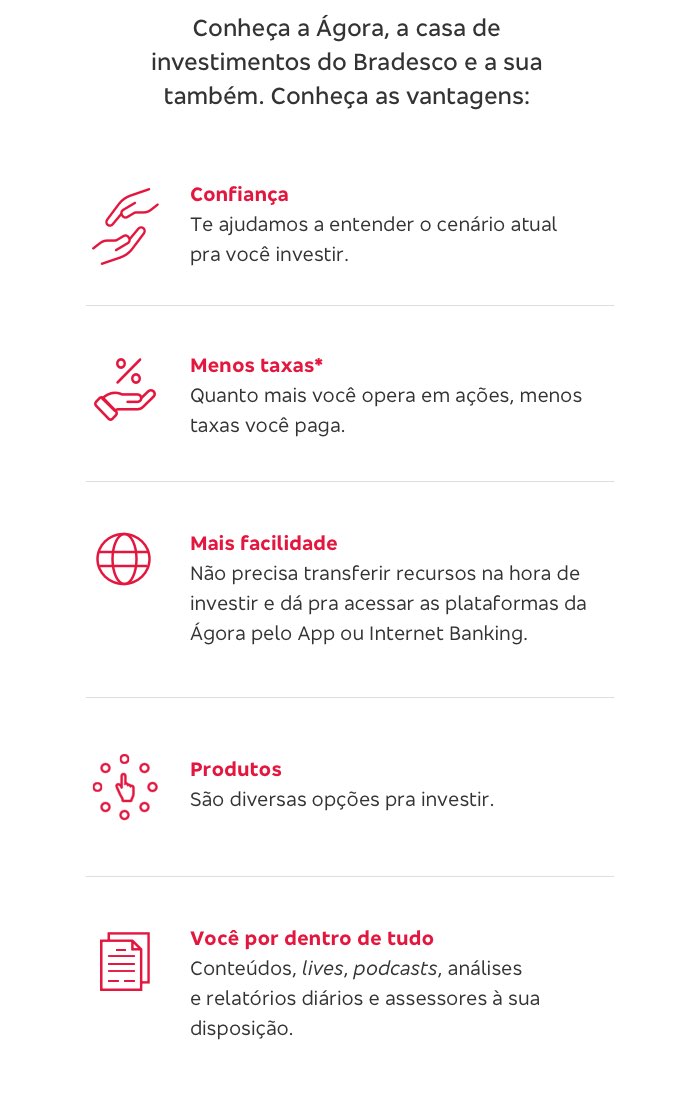 Conheça a Ágora, a casa de
investimentos do Bradesco e a sua
também. Conheça as vantagens:
Confiança
Te ajudamos a entender o cenário atual
pra você investir.
Menos taxas*
Quanto mais você opera em ações, menos
taxas você paga.
Mais facilidade
Não precisa transferir recursos na hora de
investir e dá pra acessar as plataformas da
Ágora pelo App ou Internet Banking.
Produtos
São diversas opções pra investir.
Você por dentro de tudo
Conteúdos, lives, podcasts, análises
e relatórios diários e assessores à sua
disposição.